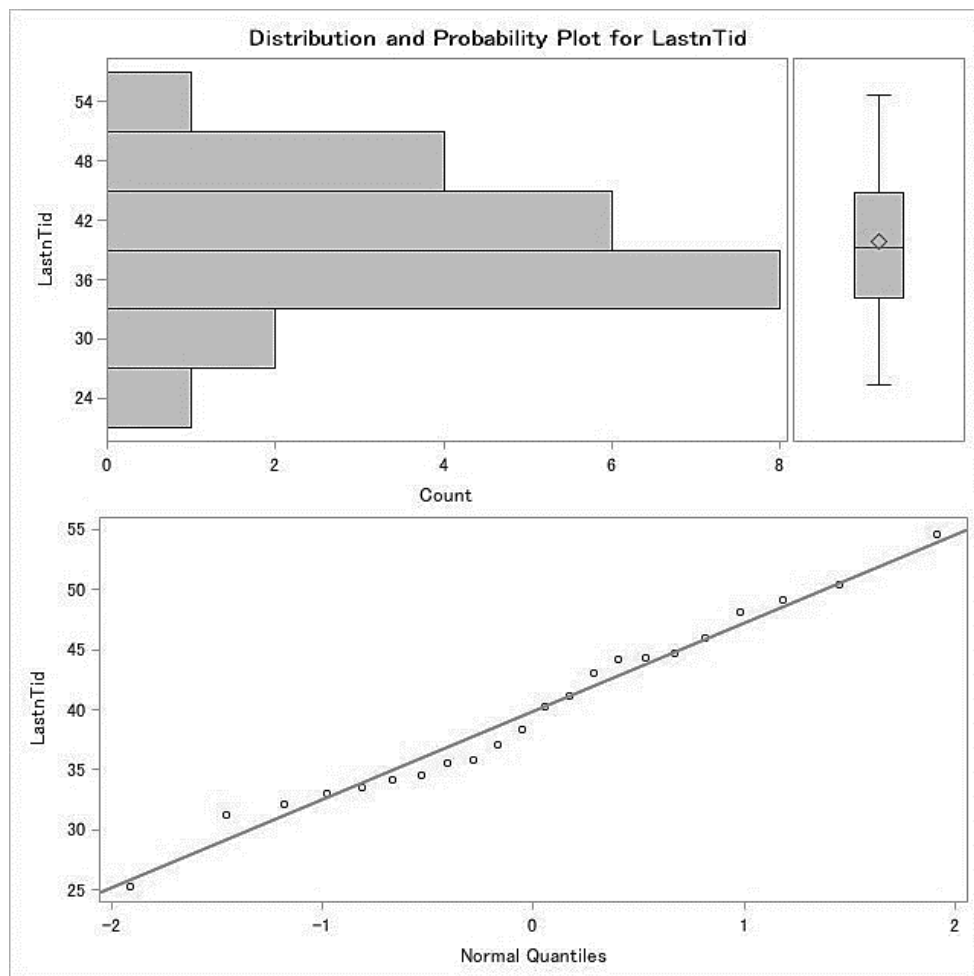 Distribution and Probability Plot for LastnTid
LastnTid
54
48
42
36
30
24
0 2 4 6 8
Count
LastnTid
55
50
45
40
35
30
25
-2 -1 0 1 2
Normal Quantiles